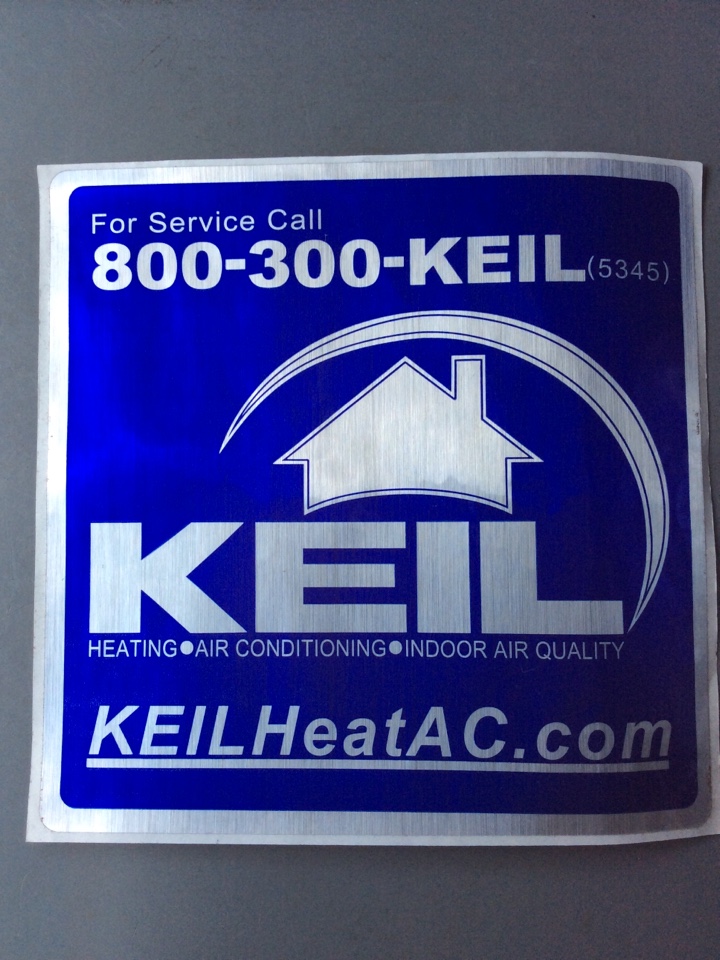 For Service Call
800-300-KEIL(5345)
KEIL
HEATING●AIR CONDITIONING●INDOOR AIR QUALITY
KEILHeatAC.com